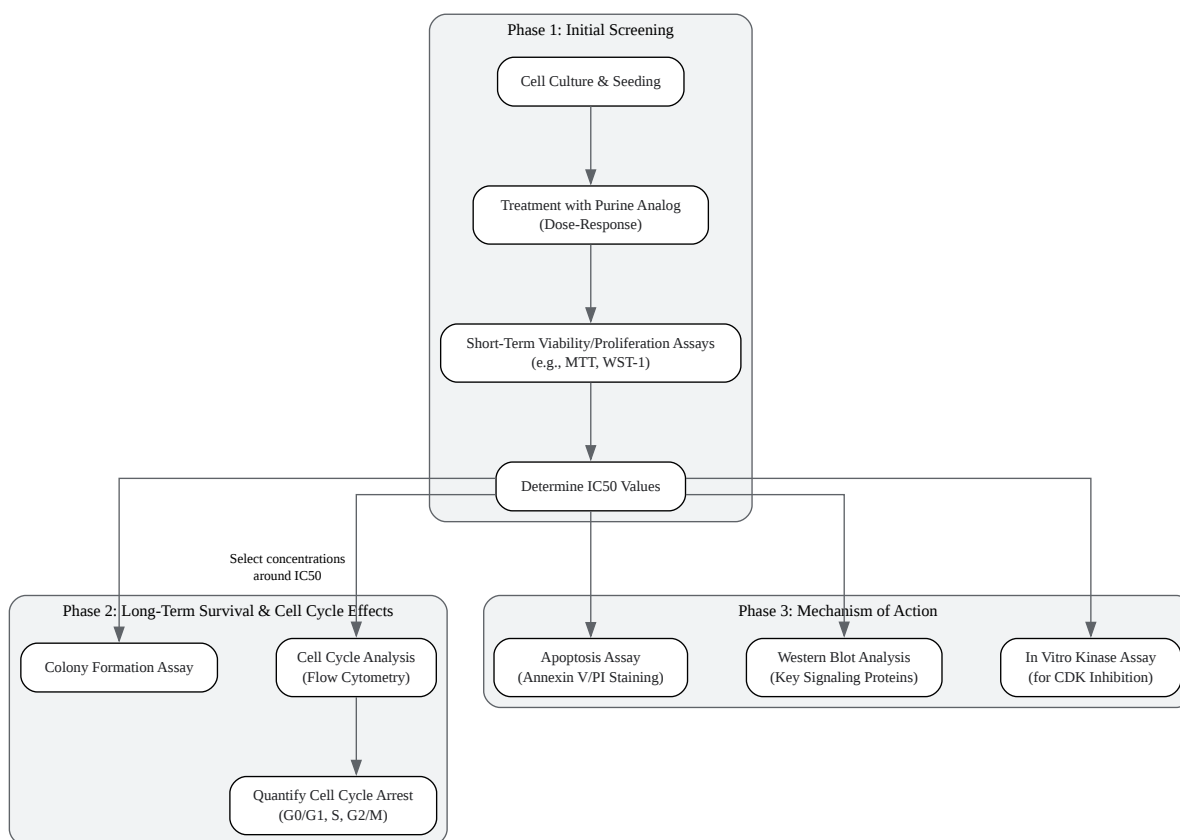 Phase 1: Initial Screening
Cell Culture & Seeding
Treatment with Purine Analog
(Dose-Response)
Short-Term Viability/Proliferation Assays
(e.g., MTT, WST-1)
Determine IC50 Values
Select concentrations
around IC50
Phase 2: Long-Term Survival & Cell Cycle Effects
Colony Formation Assay
Cell Cycle Analysis
(Flow Cytometry)
Quantify Cell Cycle Arrest
(G0/G1, S, G2/M)
Phase 3: Mechanism of Action
Apoptosis Assay
(Annexin V/PI Staining)
Western Blot Analysis
(Key Signaling Proteins)
In Vitro Kinase Assay
(for CDK Inhibition)